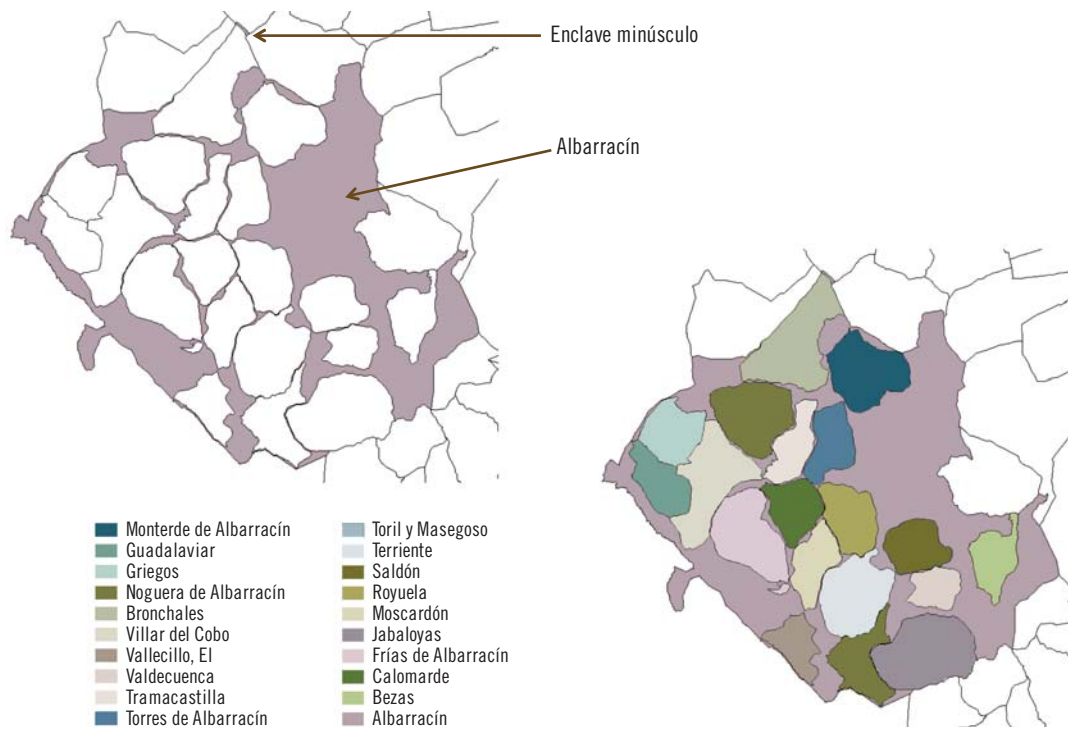 Enclave minúsculo
Albarracín
Monterde de Albarracín
Guadalaviar
Griegos
Noguera de Albarracín
Bronchales
Villar del Cobo
Vallecillo, El
Valdecuenca
Tramacastilla
Torres de Albarracín
Toril y Masegoso
Terriente
Saldón
Royuela
Moscardón
Jabaloyas
Frías de Albarracín
Calomarde
Bezas
Albarracín